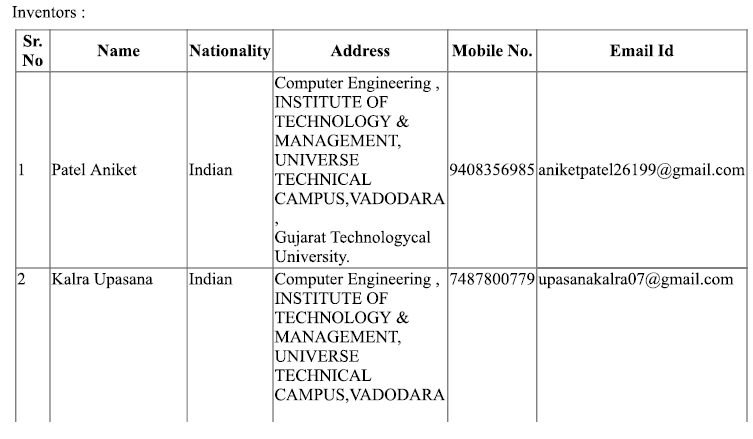 Inventors :
Sr. No Name Nationality Address Mobile No. Email Id
1 Patel Aniket Indian Computer Engineering ,
INSTITUTE OF
TECHNOLOGY &
MANAGEMENT,
UNIVERSE
TECHNICAL
CAMPUS,VADODARA
,
Gujarat Technologycal
University.
9408356985 aniketpatel26199@gmail.com
2 Kalra Upasana Indian Computer Engineering ,
INSTITUTE OF
TECHNOLOGY &
MANAGEMENT,
UNIVERSE
TECHNICAL
CAMPUS,VADODARA
7487800779 upasanakalra07@gmail.com